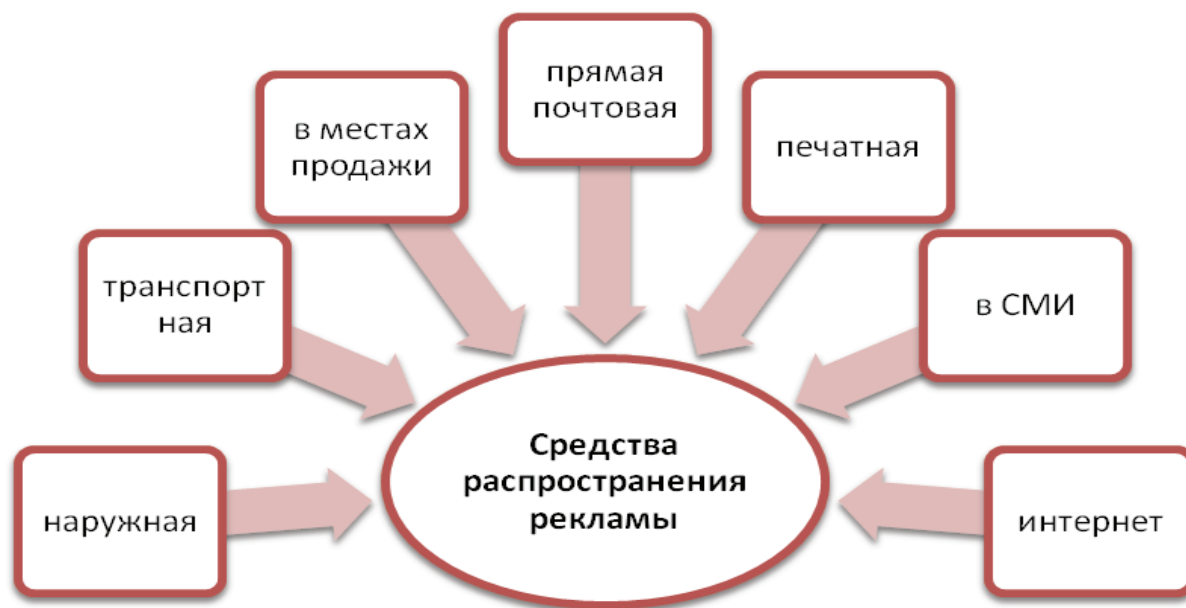 прямая
почтовая
в местах
продажи
печатная
транспорт
ная
в СМИ
Средства
распространения
рекламы
наружная
интернет